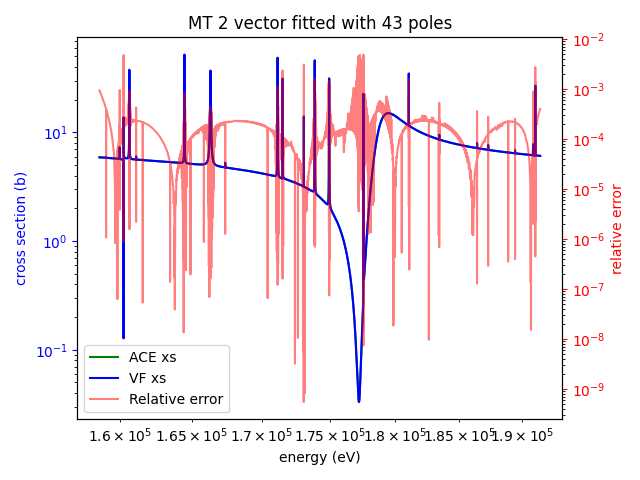 MT 2 vector fitted with 43 poles
cross section (b)
10¹
10⁰
10⁻¹
10⁻²
10⁻³
10⁻⁴
10⁻⁵
10⁻⁶
10⁻⁷
10⁻⁸
10⁻⁹
relative error
ACE xs
VF xs
Relative error
1.6 × 10⁵ 1.65 × 10⁵ 1.7 × 10⁵ 1.75 × 10⁵ 1.8 × 10⁵ 1.85 × 10⁵ 1.9 × 10⁵
energy (eV)